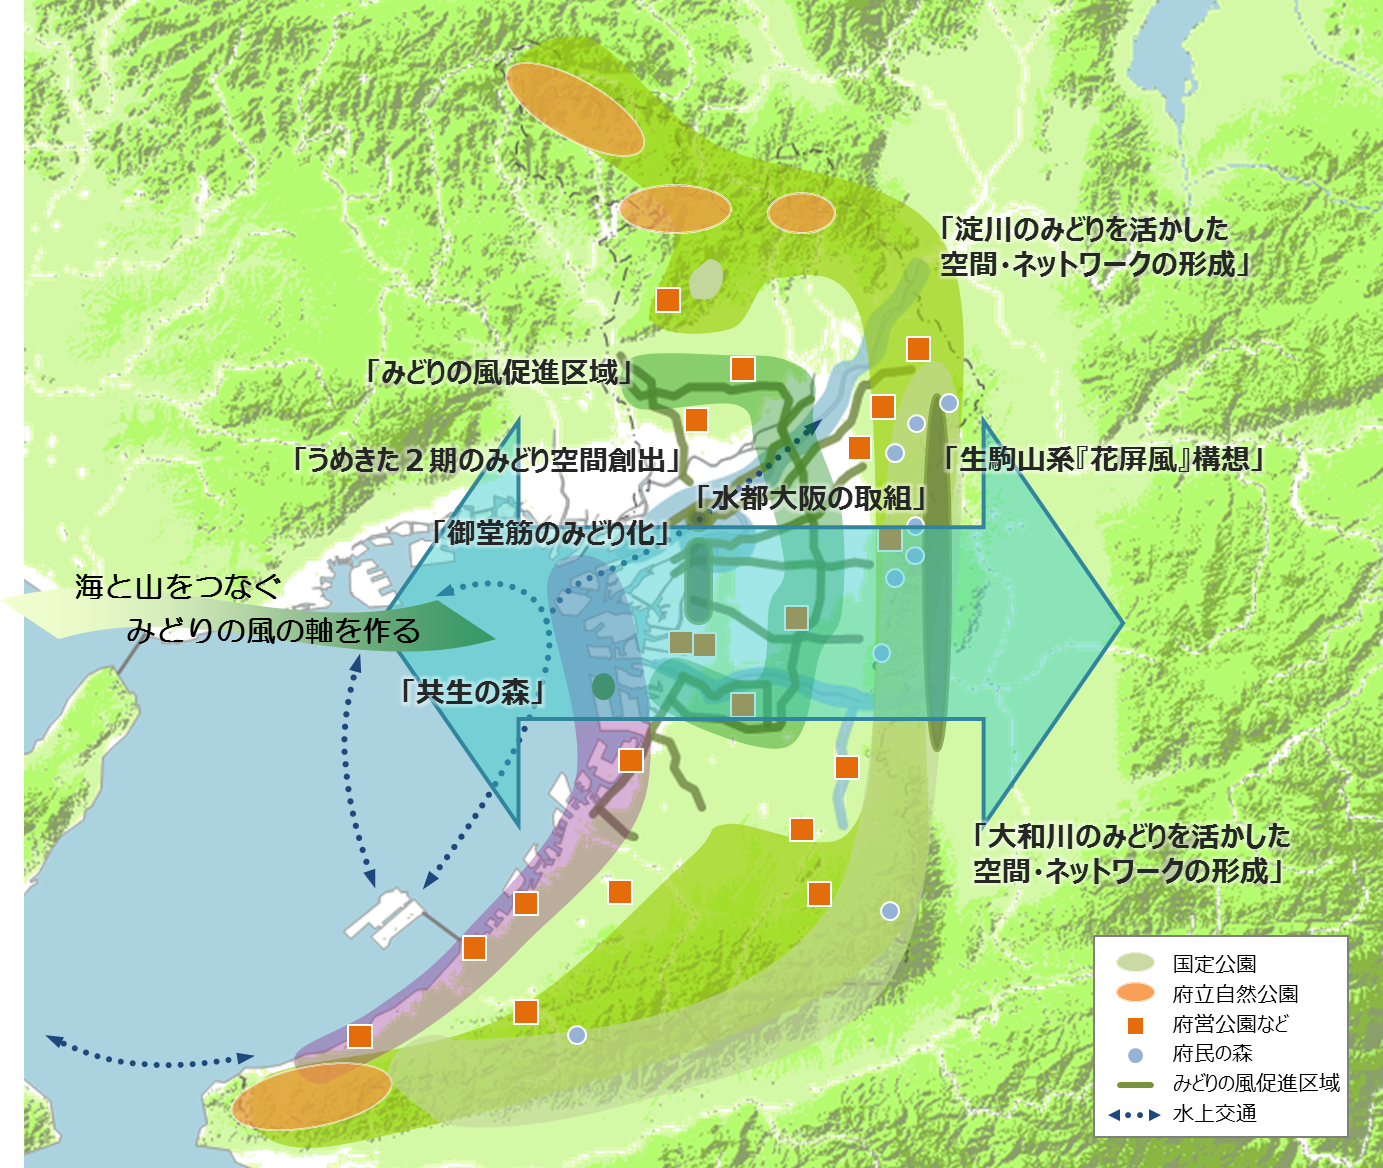 「淀川のみどりを活かした
空間・ネットワークの形成」
「みどりの風促進区域」
「うめきた２期のみどり空間創出」
「生駒山系『花屏風』構想」
「水都大阪の取組」
「御堂筋のみどり化」
海と山をつなぐ
みどりの風の軸を作る
「共生の森」
「大和川のみどりを活かした
空間・ネットワークの形成」
国定公園
府立自然公園
府営公園など
府民の森
みどりの風促進区域
水上交通